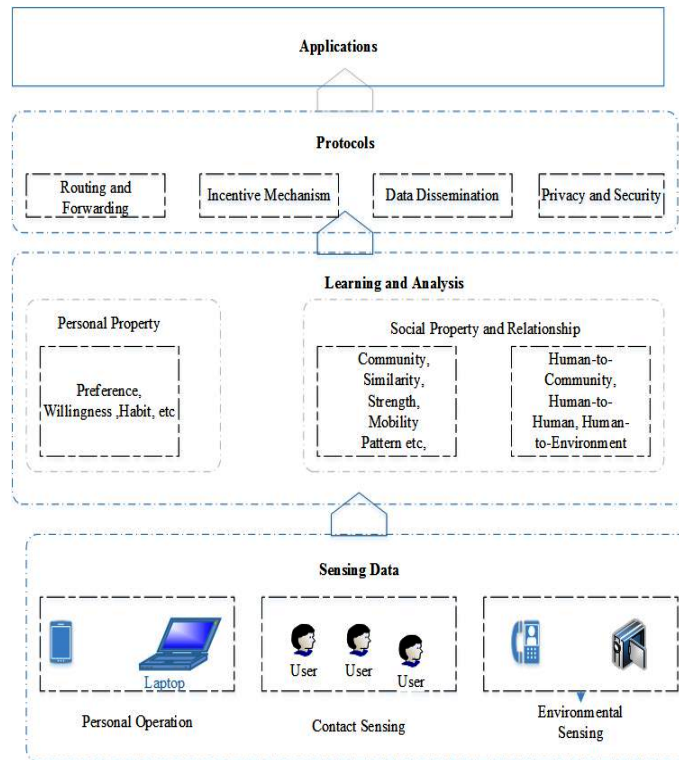 Applications
Protocols
Routing and
Forwarding
Incentive Mechanism
Data Dissemination
Privacy and Security
Learning and Analysis
Personal Property
Preference,
Willingness ,Habit, etc
Social Property and Relationship
Community,
Similarity,
Strength,
Mobility
Pattern etc,
Human-to-
Community,
Human-to-
Human, Human-
to-Environment
Sensing Data
Laptop
User
User
User
Personal Operation
Contact Sensing
Environmental
Sensing